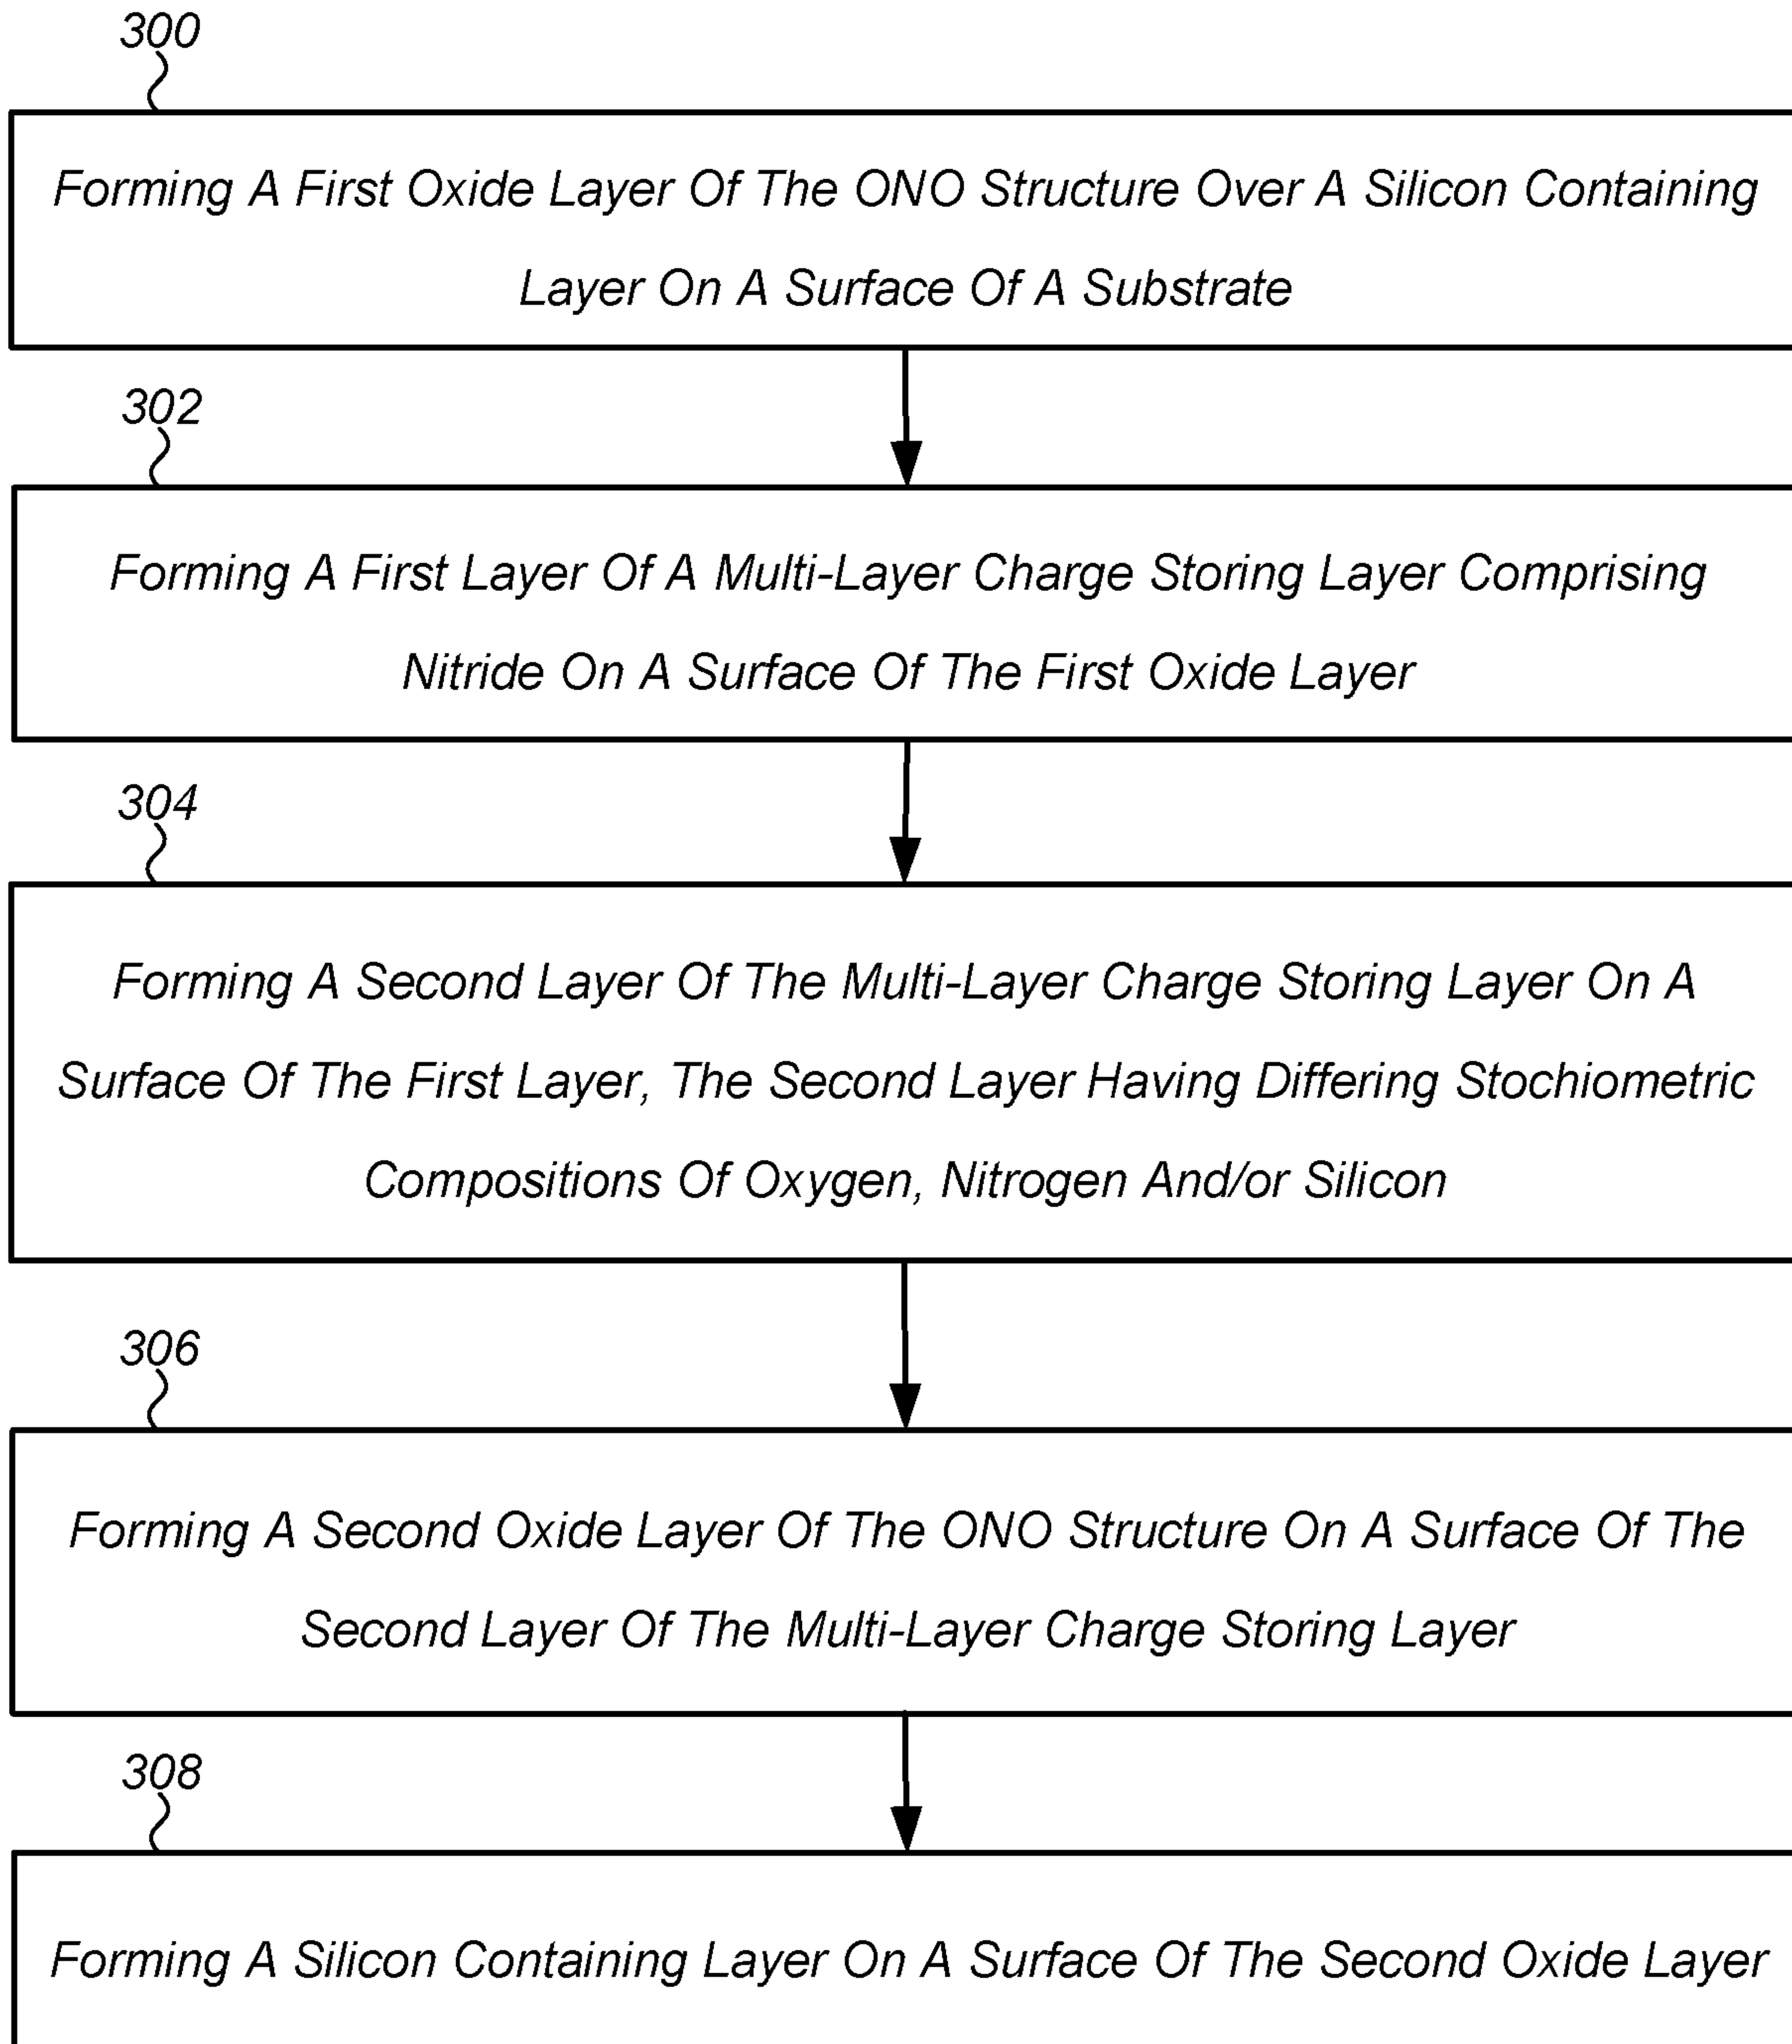 300
Forming A First Oxide Layer Of The ONO Structure Over A Silicon Containing
Layer On A Surface Of A Substrate
302
Forming A First Layer Of A Multi-Layer Charge Storing Layer Comprising
Nitride On A Surface Of The First Oxide Layer
304
Forming A Second Layer Of The Multi-Layer Charge Storing Layer On A
Surface Of The First Layer, The Second Layer Having Differing Stochiometric
Compositions Of Oxygen, Nitrogen And/or Silicon
306
Forming A Second Oxide Layer Of The ONO Structure On A Surface Of The
Second Layer Of The Multi-Layer Charge Storing Layer
308
Forming A Silicon Containing Layer On A Surface Of The Second Oxide Layer